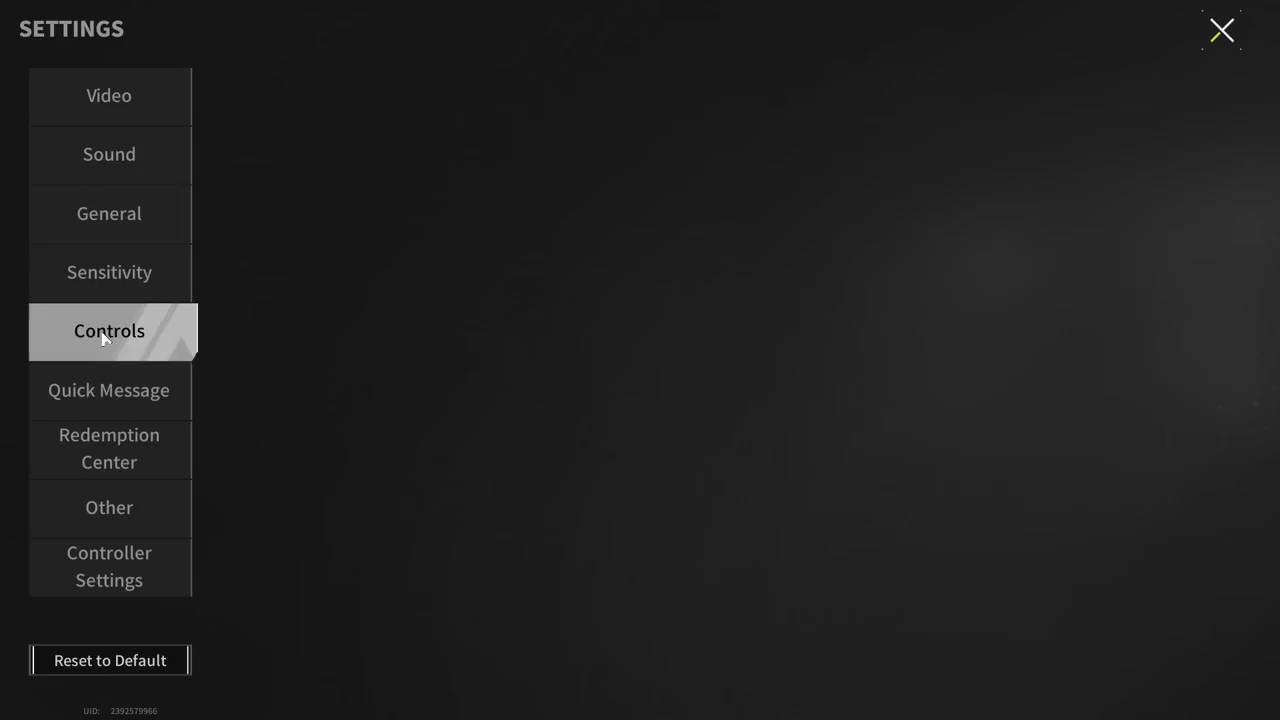 SETTINGS
Video
Sound
General
Sensitivity
Controls
Quick Message
Redemption
Center
Other
Controller
Settings
Reset to Default
UID: 2392579966